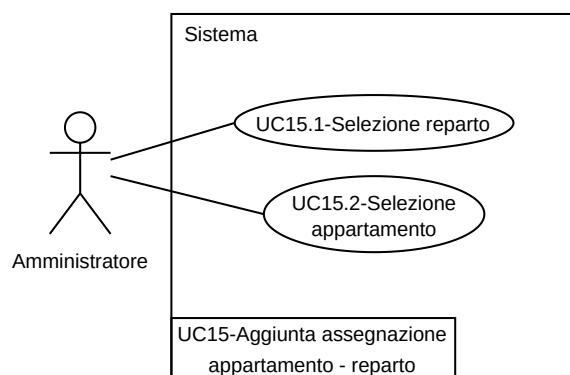 Sistema
UC15.1-Selezione reparto
UC15.2-Selezione
appartamento
Amministratore
UC15-Aggiunta assegnazione
appartamento - reparto